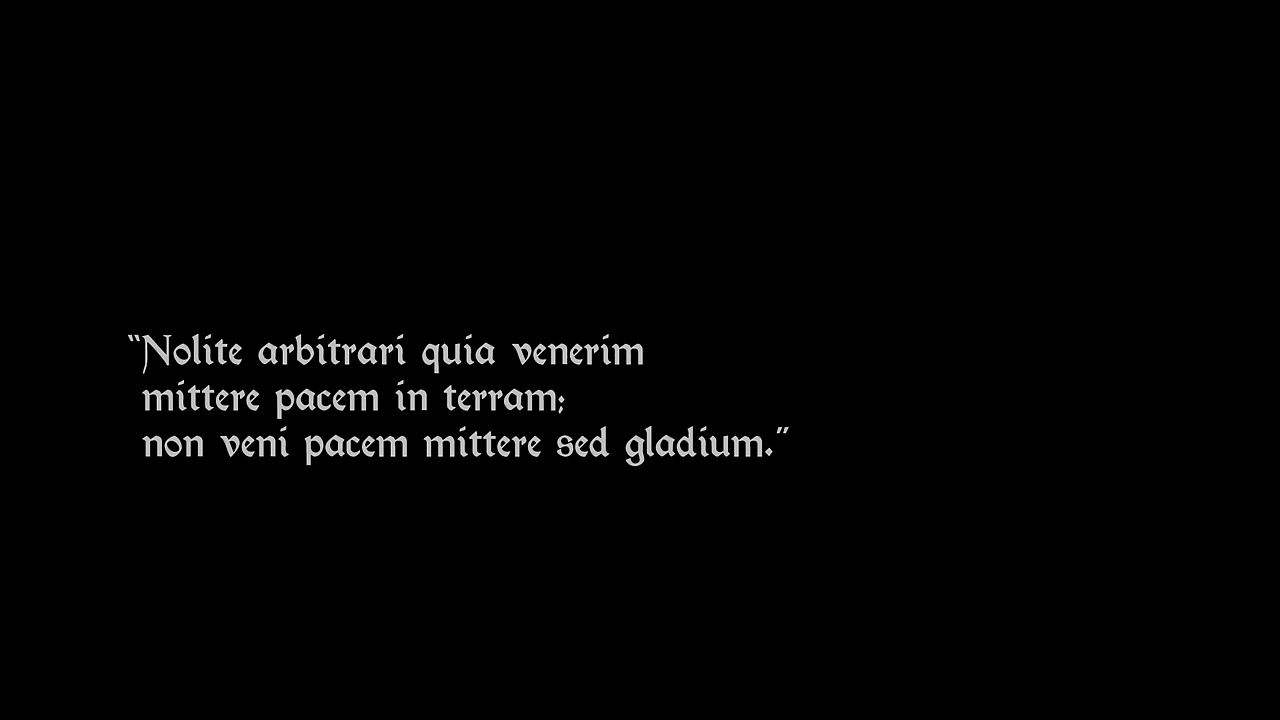 “Nolite arbitrari quia venerim
mittere pacem in terram;
non veni pacem mittere sed gladium.”